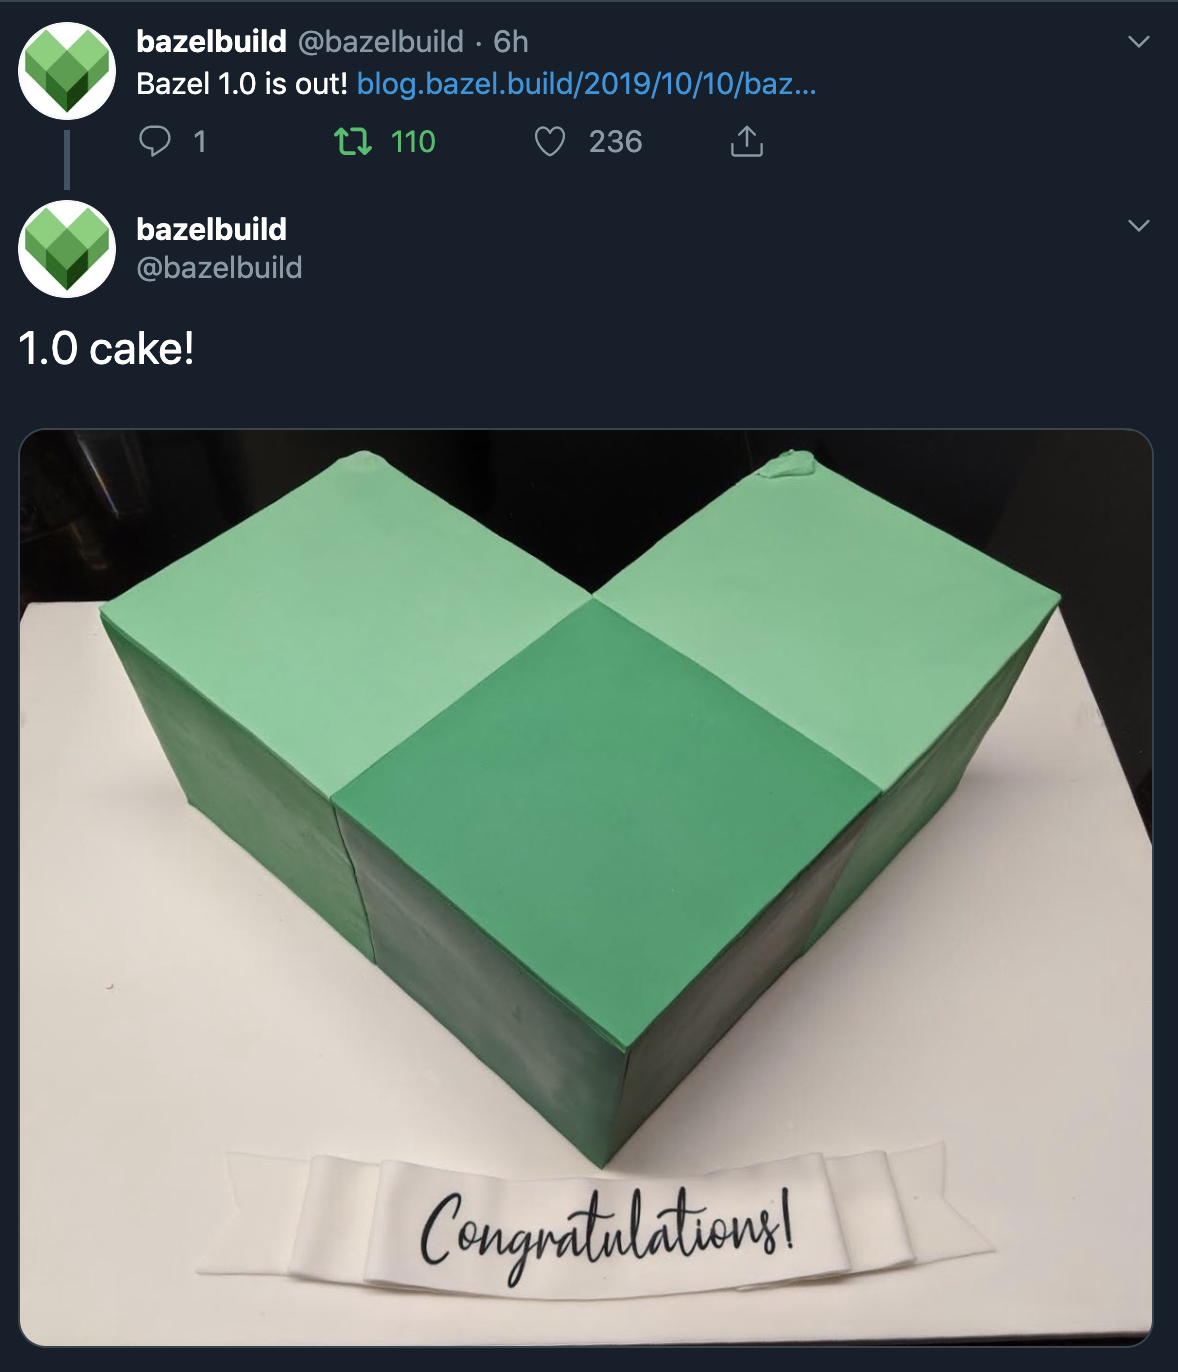 bazelbuild @bazelbuild · 6h
Bazel 1.0 is out! blog.bazel.build/2019/10/10/baz...
1 110 236
bazelbuild
@bazelbuild
1.0 cake!
Congratulations!